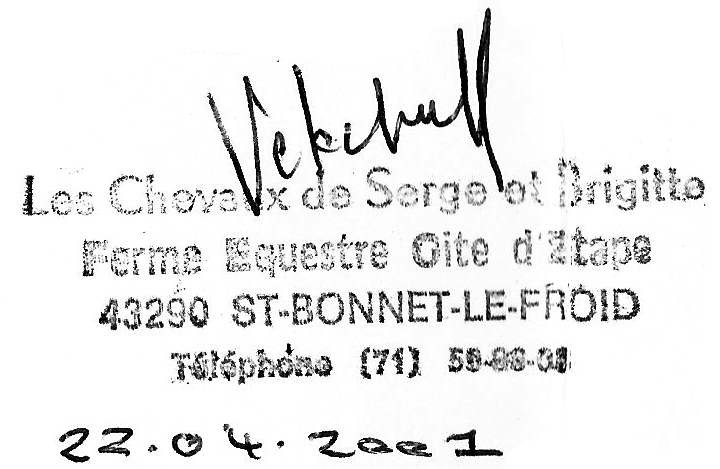 Les Chevaux de Serge et Brigitte
Ferme Equestre Gite d'Etape
43290 ST-BONNET-LE-FROID
Téléphone (71)
22.04.2001